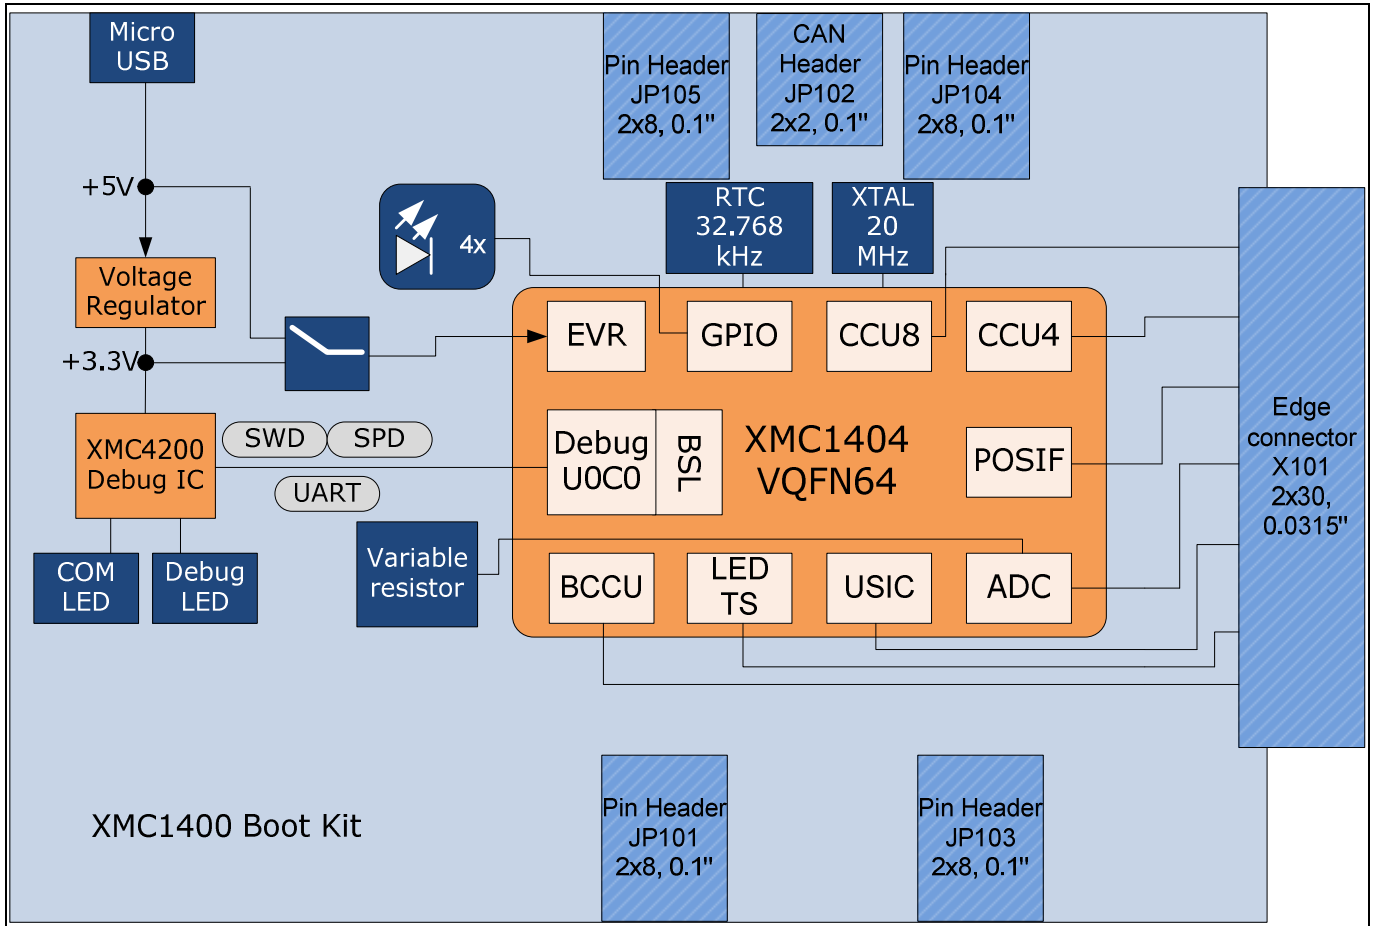 Micro
USB
Pin Header
JP105
2x8, 0.1"
CAN
Header
JP102
2x2, 0.1"
Pin Header
JP104
2x8, 0.1"
+5V
4x
RTC
32.768
kHz
XTAL
20
MHz
Voltage
Regulator
+3.3V
EVR
GPIO
CCU8
CCU4
XMC4200
Debug IC
SWD
SPD
UART
Debug
U0C0
BSL
XMC1404
VQFN64
POSIF
Edge
connector
X101
2x30,
0.0315"
COM
LED
Debug
LED
Variable
resistor
BCCU
LED
TS
USIC
ADC
XMC1400 Boot Kit
Pin Header
JP101
2x8, 0.1"
Pin Header
JP103
2x8, 0.1"